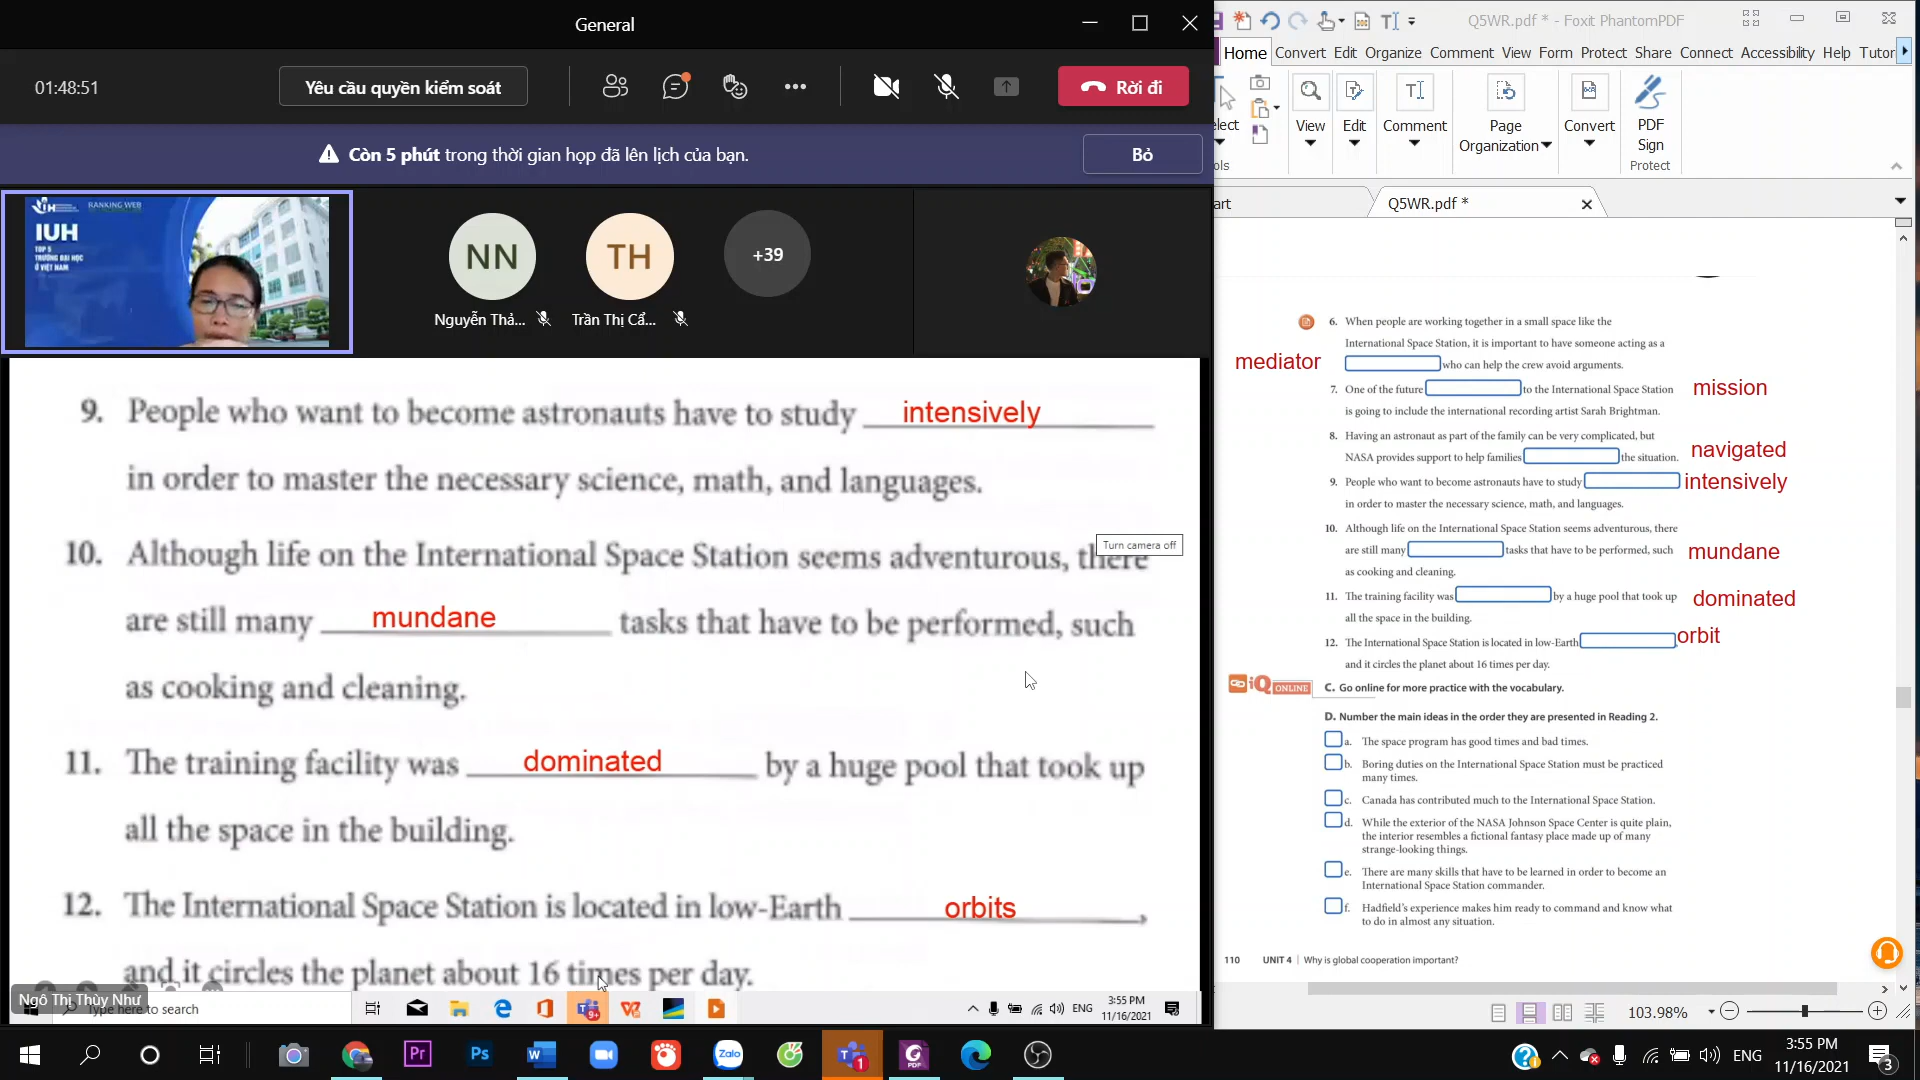 General
01:48:51
Yêu cầu quyền kiểm soát
Rời đi
Còn 5 phút trong thời gian họp đã lên lịch của bạn.
Bỏ
RANKING WEB
IUH
TOP 5
TRƯỜNG ĐẠI HỌC
Ở VIỆT NAM
NN
TH
+39
Nguyễn Thả...
Trần Thị Cẩ...
9. People who want to become astronauts have to study intensively
in order to master the necessary science, math, and languages.
Turn camera off
10. Although life on the International Space Station seems adventurous, there
are still many mundane tasks that have to be performed, such
as cooking and cleaning.
11. The training facility was dominated by a huge pool that took up
all the space in the building.
12. The International Space Station is located in low-Earth orbits ,
and it circles the planet about 16 times per day.
Ngô Thị Thùy Như
Type here to search
9+
ENG
3:55 PM
11/16/2021
Q5WR.pdf * - Foxit PhantomPDF
Home Convert Edit Organize Comment View Form Protect Share Connect Accessibility Help Tutor
elect
View
Edit
Comment
Page
Organization
Convert
PDF
Sign
ols
Protect
art
Q5WR.pdf *
6. When people are working together in a small space like the
International Space Station, it is important to have someone acting as a
mediator who can help the crew avoid arguments.
7. One of the future to the International Space Station mission
is going to include the international recording artist Sarah Brightman.
8. Having an astronaut as part of the family can be very complicated, but
NASA provides support to help families the situation. navigated
9. People who want to become astronauts have to study intensively
in order to master the necessary science, math, and languages.
10. Although life on the International Space Station seems adventurous, there
are still many tasks that have to be performed, such mundane
as cooking and cleaning.
11. The training facility was by a huge pool that took up dominated
all the space in the building.
12. The International Space Station is located in low-Earth , orbit
and it circles the planet about 16 times per day.
iQ ONLINE
C. Go online for more practice with the vocabulary.
D. Number the main ideas in the order they are presented in Reading 2.
a. The space program has good times and bad times.
b. Boring duties on the International Space Station must be practiced
many times.
c. Canada has contributed much to the International Space Station.
d. While the exterior of the NASA Johnson Space Center is quite plain,
the interior resembles a fictional fantasy place made up of many
strange-looking things.
e. There are many skills that have to be learned in order to become an
International Space Station commander.
f. Hadfield's experience makes him ready to command and know what
to do in almost any situation.
110 UNIT 4 | Why is global cooperation important?
103.98%
Pr
Ps
Zalo
1
ENG
3:55 PM
11/16/2021
3